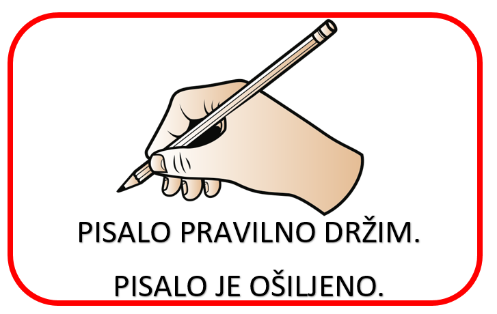 PISALO PRAVILNO DRŽIM.
PISALO JE OŠILJENO.